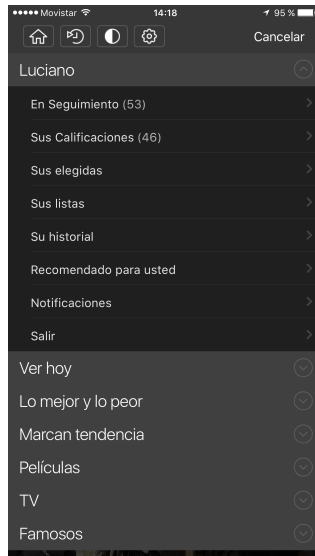 Movistar 14:18 95 %
Cancelar
Luciano
En Seguimiento (53)
Sus Calificaciones (46)
Sus elegidas
Sus listas
Su historial
Recomendado para usted
Notificaciones
Salir
Ver hoy
Lo mejor y lo peor
Marcan tendencia
Películas
TV
Famosos